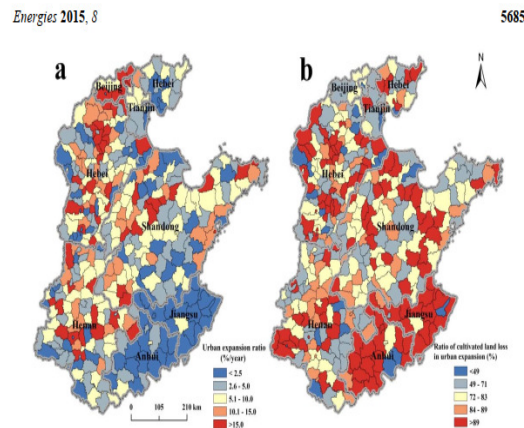 Energies 2015, 8
5685
a
Beijing
Hebei
Tianjin
Hebei
Shandong
Henan
Jiangsu
Anhui
Urban expansion ratio
(%/year)
< 2.5
2.6 - 5.0
5.1 - 10.0
10.1 - 15.0
>15.0
0 105 210 km
b
N
Beijing
Hebei
Tianjin
Hebei
Shandong
Henan
Jiangsu
Anhui
Ratio of cultivated land loss
in urban expansion (%)
<49
49 - 71
72 - 83
84 - 89
>89